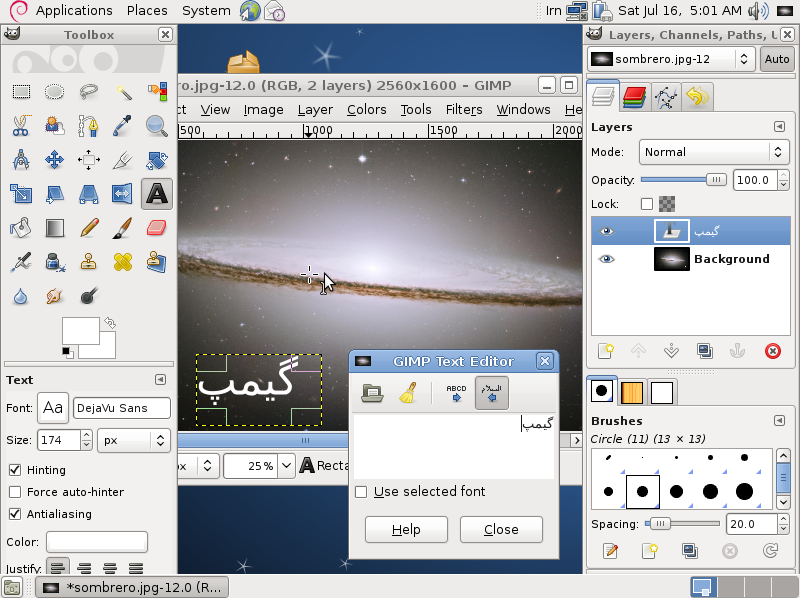 Applications Places System
Irn
Sat Jul 16, 5:01 AM
Toolbox
ro.jpg-12.0 (RGB, 2 layers) 2560x1600 – GIMP
ct View Image Layer Colors Tools Filters Windows He
500 1000 1500 2000
گیمپ
25%
Recta
Text
Font: Aa DejaVu Sans
Size: 174 px
Hinting
Force auto-hinter
Antialiasing
Color:
Justify:
GIMP Text Editor
ABCD
السلام
گیمپ
Use selected font
Help Close
Layers, Channels, Paths, L
sombrero.jpg-12 Auto
Layers
Mode: Normal
Opacity: 100.0
Lock:
گیمپ
Background
Brushes
Circle (11) (13 × 13)
Spacing: 20.0
*sombrero.jpg-12.0 (R...